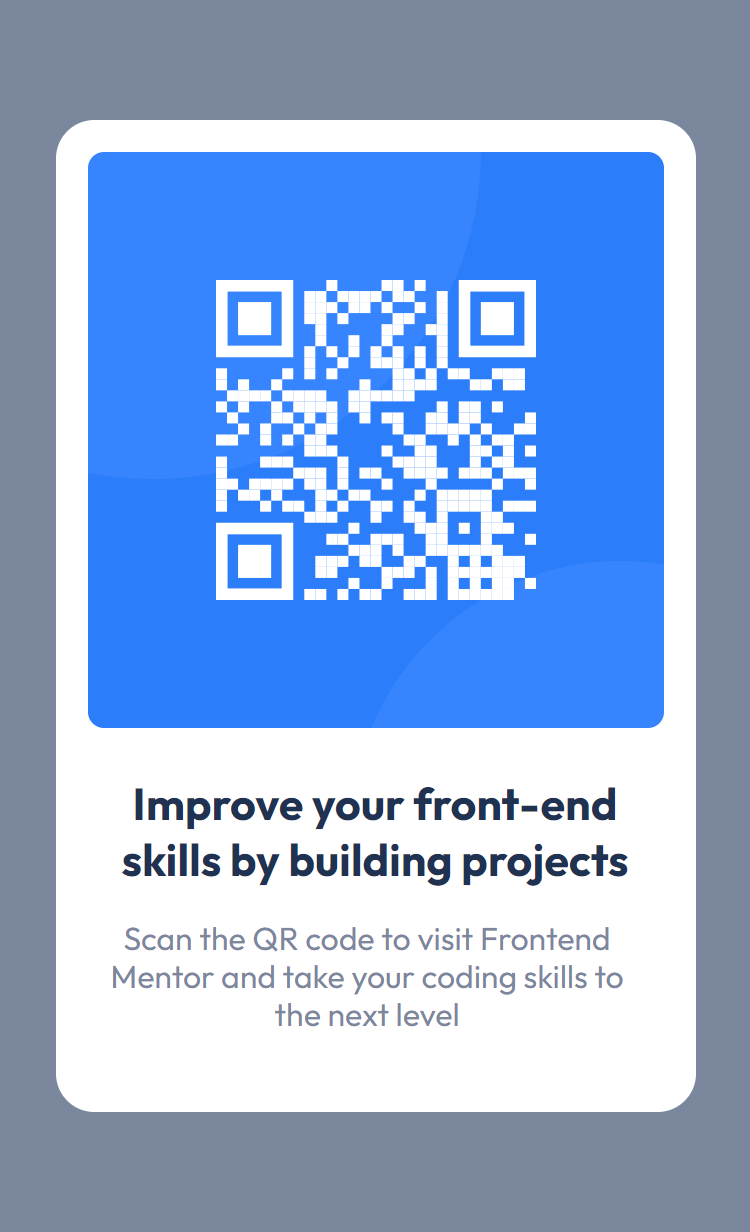 Improve your front-end
skills by building projects
Scan the QR code to visit Frontend
Mentor and take your coding skills to
the next level